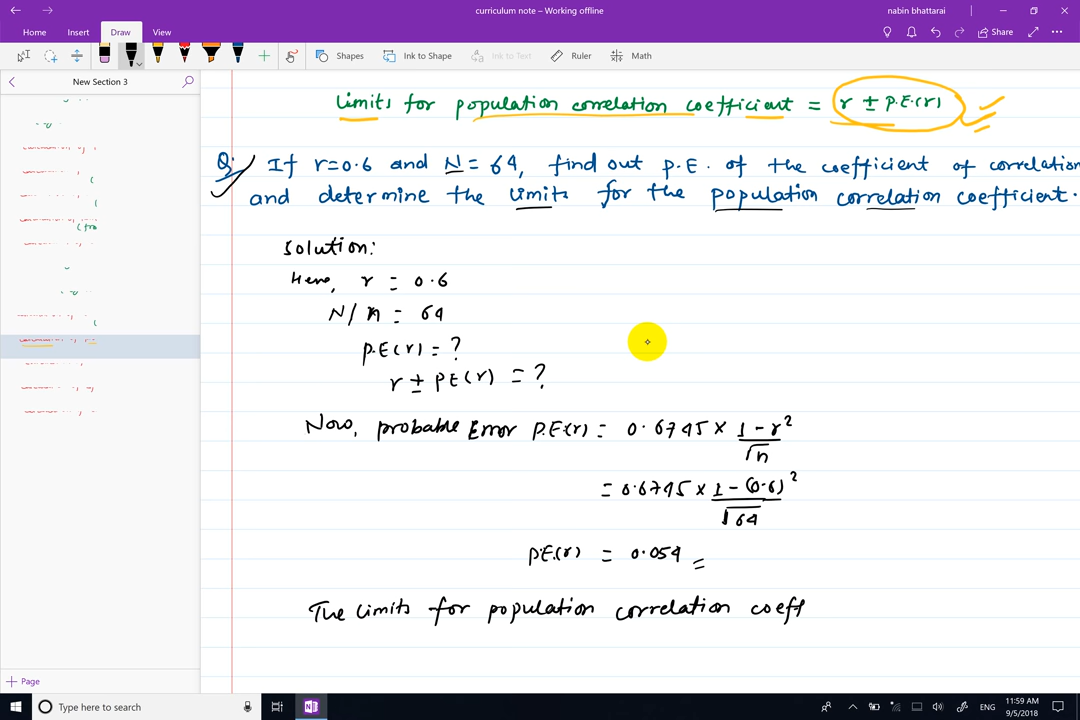 curriculum note – Working offline
nabin bhattarai
Home Insert Draw View
Share
Shapes Ink to Shape Ink to Text Ruler Math
New Section 3
Limits for population correlation coefficient = r ± P.E.(r)
Q. If r=0.6 and N = 64, find out P.E. of the coefficient of correlation
and determine the limits for the population correlation coefficient.
Solution:
Here, r = 0.6
N/n = 64
P.E(r) = ?
r ± PE(r) = ?
Now, probable Error P.E.(r) = 0.6745 × 1 - r² / √n
= 0.6745 × 1 - (0.6)² / √64
P.E.(r) = 0.054
The limits for population correlation coeff
+ Page
Type here to search
ENG
11:59 AM
9/5/2018